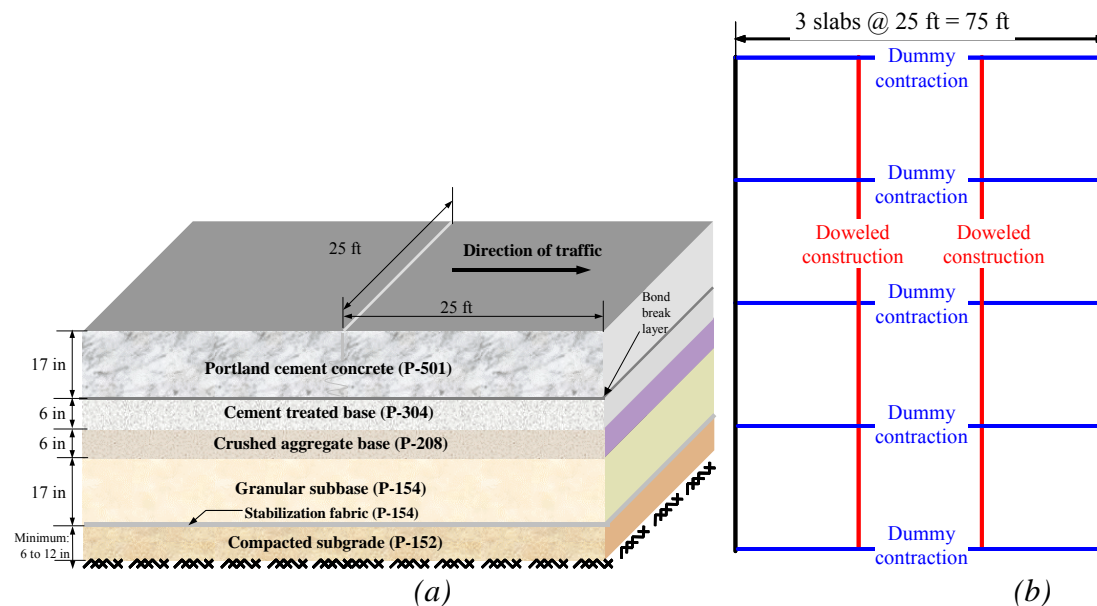 25 ft
Direction of traffic
25 ft
Bond
break
layer
17 in
Portland cement concrete (P-501)
6 in
Cement treated base (P-304)
6 in
Crushed aggregate base (P-208)
17 in
Granular subbase (P-154)
Stabilization fabric (P-154)
Minimum:
6 to 12 in
Compacted subgrade (P-152)
(a)
3 slabs @ 25 ft = 75 ft
Dummy
contraction
Dummy
contraction
Doweled
construction
Doweled
construction
Dummy
contraction
Dummy
contraction
Dummy
contraction
(b)